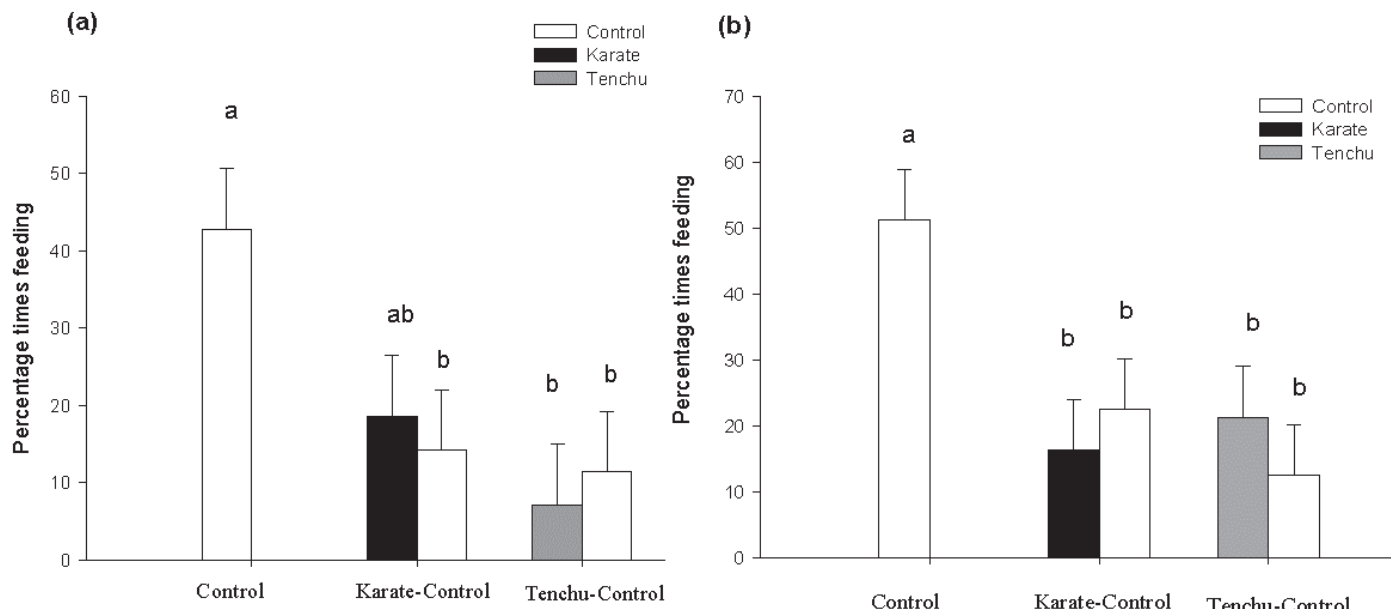 (a)
Control
Karate
Tenchu
60
50
40
30
20
10
0
Percentage times feeding
a
ab
b
b
b
Control
Karate-Control
Tenchu-Control
(b)
Control
Karate
Tenchu
70
60
50
40
30
20
10
0
Percentage times feeding
a
b
b
b
b
Control
Karate-Control
Tenchu-Control